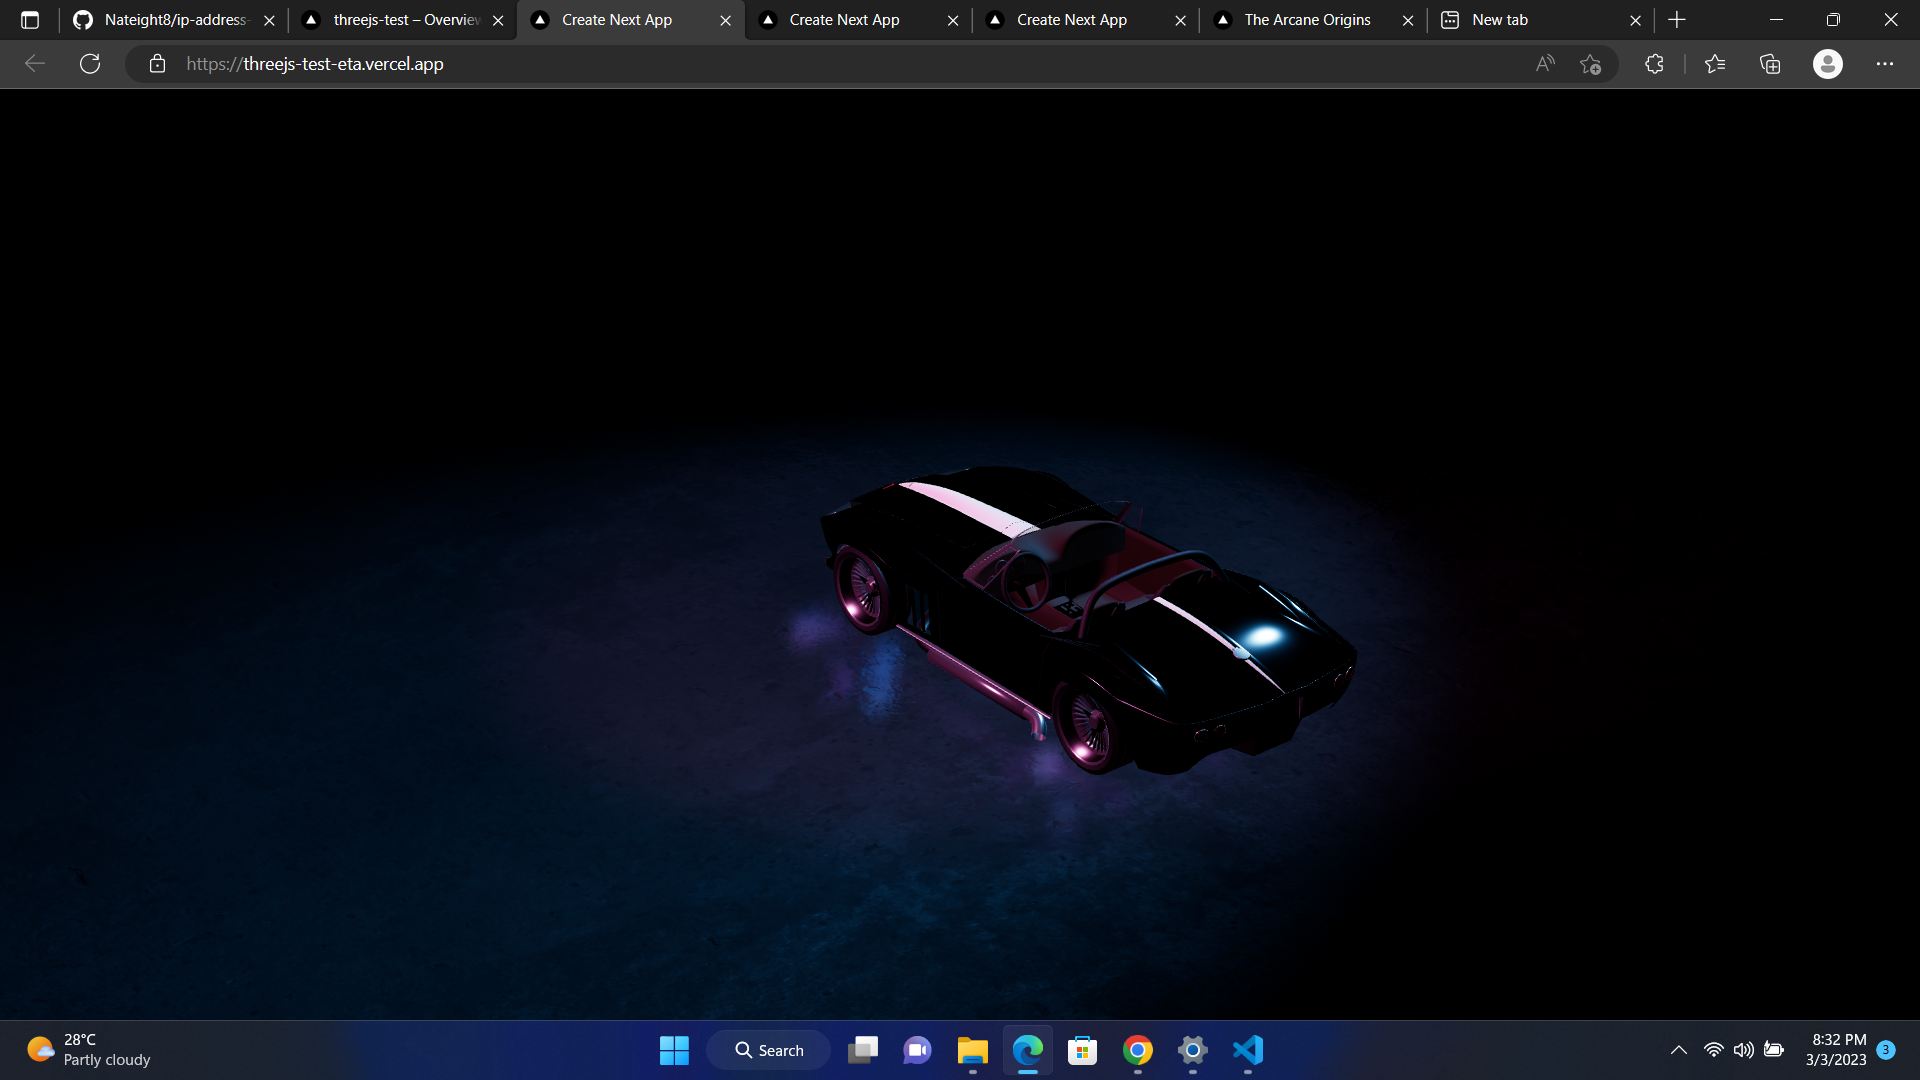 Nateight8/ip-address-
threejs-test – Overview
Create Next App
Create Next App
Create Next App
The Arcane Origins
New tab
https://threejs-test-eta.vercel.app
28°C
Partly cloudy
Search
8:32 PM
3/3/2023
3